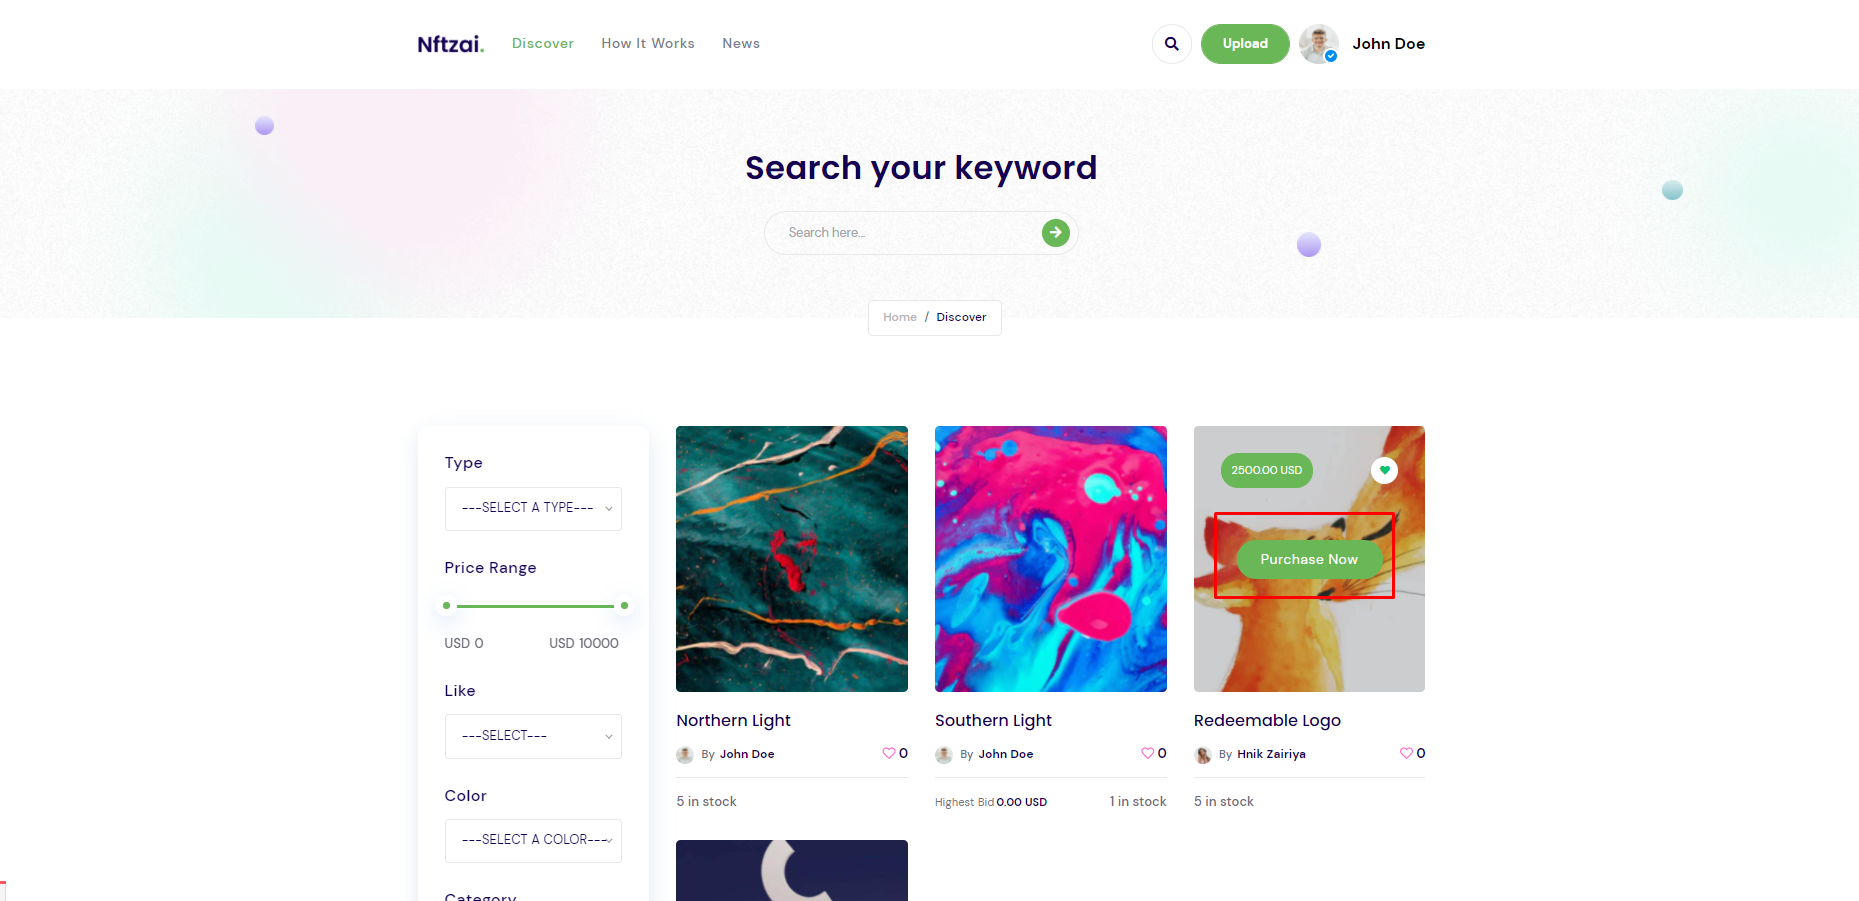 Nftzai.
Discover
How It Works
News
Upload
John Doe
Search your keyword
Search here...
Home / Discover
Type
---SELECT A TYPE---
Price Range
USD 0
USD 10000
Like
---SELECT---
Color
---SELECT A COLOR---
Category
Northern Light
By John Doe
0
5 in stock
Southern Light
By John Doe
0
Highest Bid 0.00 USD
1 in stock
2500.00 USD
Purchase Now
Redeemable Logo
By Hnik Zairiya
0
5 in stock